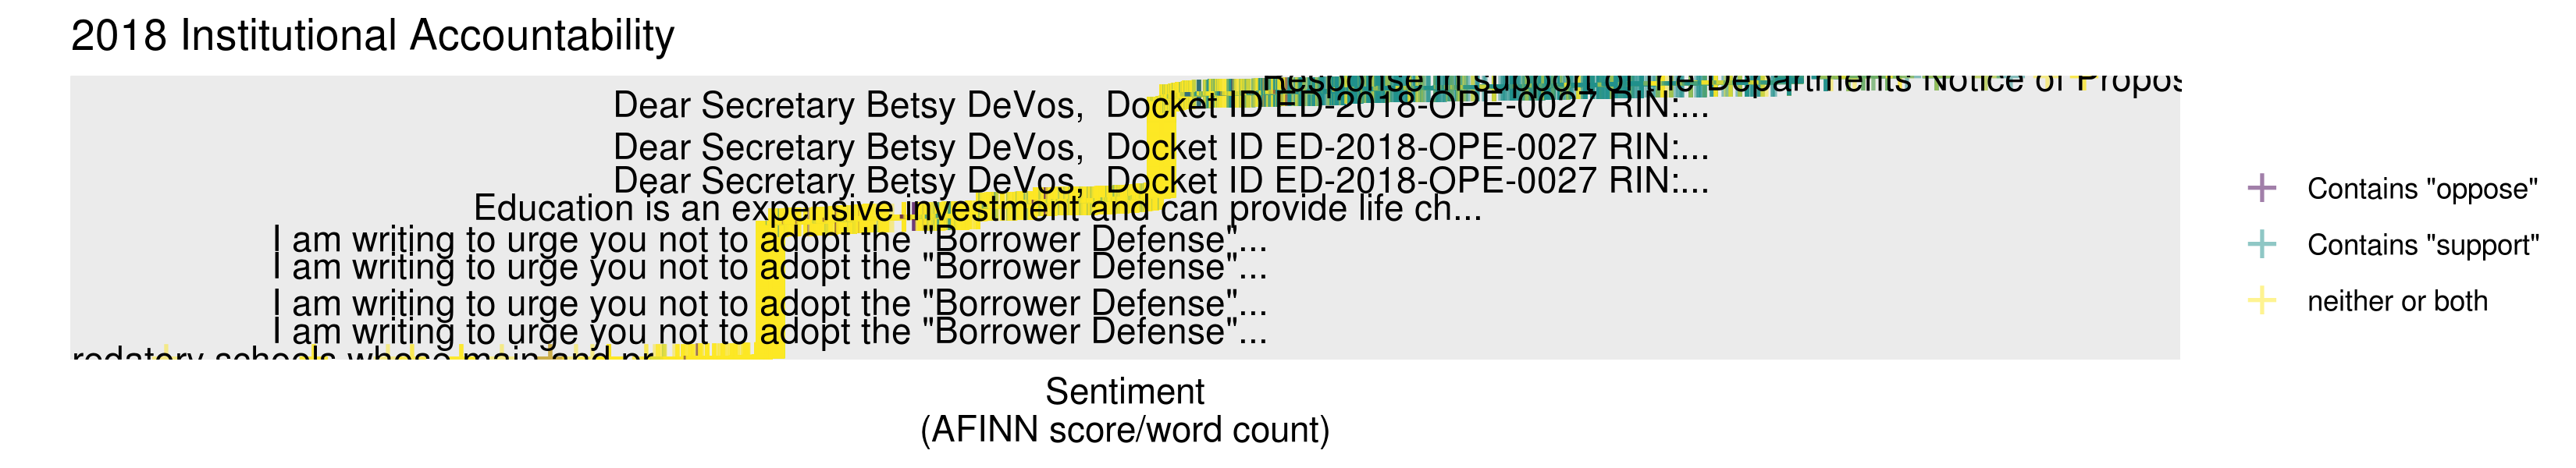 2018 Institutional Accountability
Response in support of the Departments Notice of Propos
Dear Secretary Betsy DeVos,  Docket ID ED-2018-OPE-0027 RIN:...
Dear Secretary Betsy DeVos,  Docket ID ED-2018-OPE-0027 RIN:...
Dear Secretary Betsy DeVos,  Docket ID ED-2018-OPE-0027 RIN:...
Education is an expensive investment and can provide life ch...
I am writing to urge you not to adopt the "Borrower Defense"...
I am writing to urge you not to adopt the "Borrower Defense"...
I am writing to urge you not to adopt the "Borrower Defense"...
I am writing to urge you not to adopt the "Borrower Defense"...
redatory schools whose main and pr
Sentiment
(AFINN score/word count)
Contains "oppose"
Contains "support"
neither or both